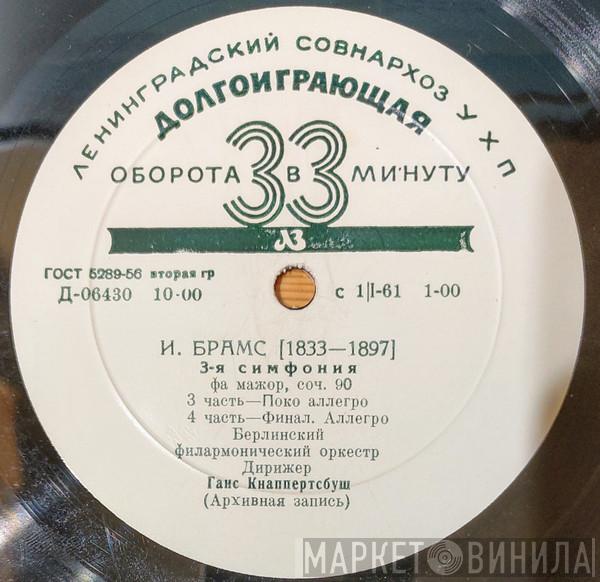 ЛЕНИНГРАДСКИЙ СОВНАРХОЗ УХП
ДОЛГОИГРАЮЩАЯ
ОБОРОТА 33 В МИНУТУ
ЛЗ
ГОСТ 5289-56 вторая гр
Д-06430 10-00 с 1|I-61 1-00
И. БРАМС [1833—1897]
3-я симфония
фа мажор, соч. 90
3 часть—Поко аллегро
4 часть—Финал. Аллегро
Берлинский
филармонический оркестр
Дирижер
Ганс Кнаппертсбуш
(Архивная запись)
МАРКЕТ ВИНИЛА